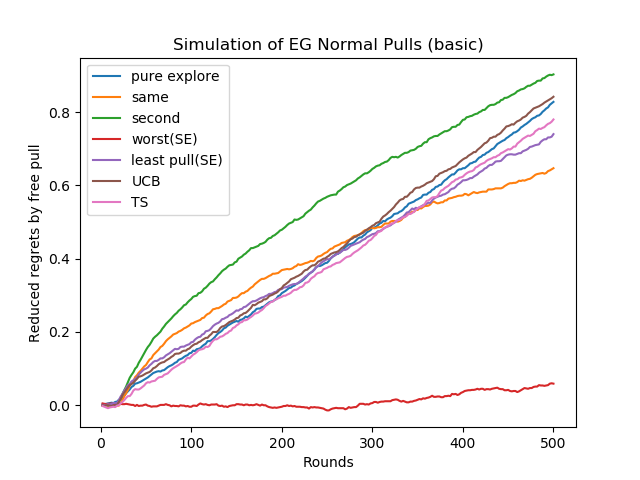 Simulation of EG Normal Pulls (basic)
Reduced regrets by free pull
0.8
0.6
0.4
0.2
0.0
pure explore
same
second
worst(SE)
least pull(SE)
UCB
TS
0
100
200
300
400
500
Rounds